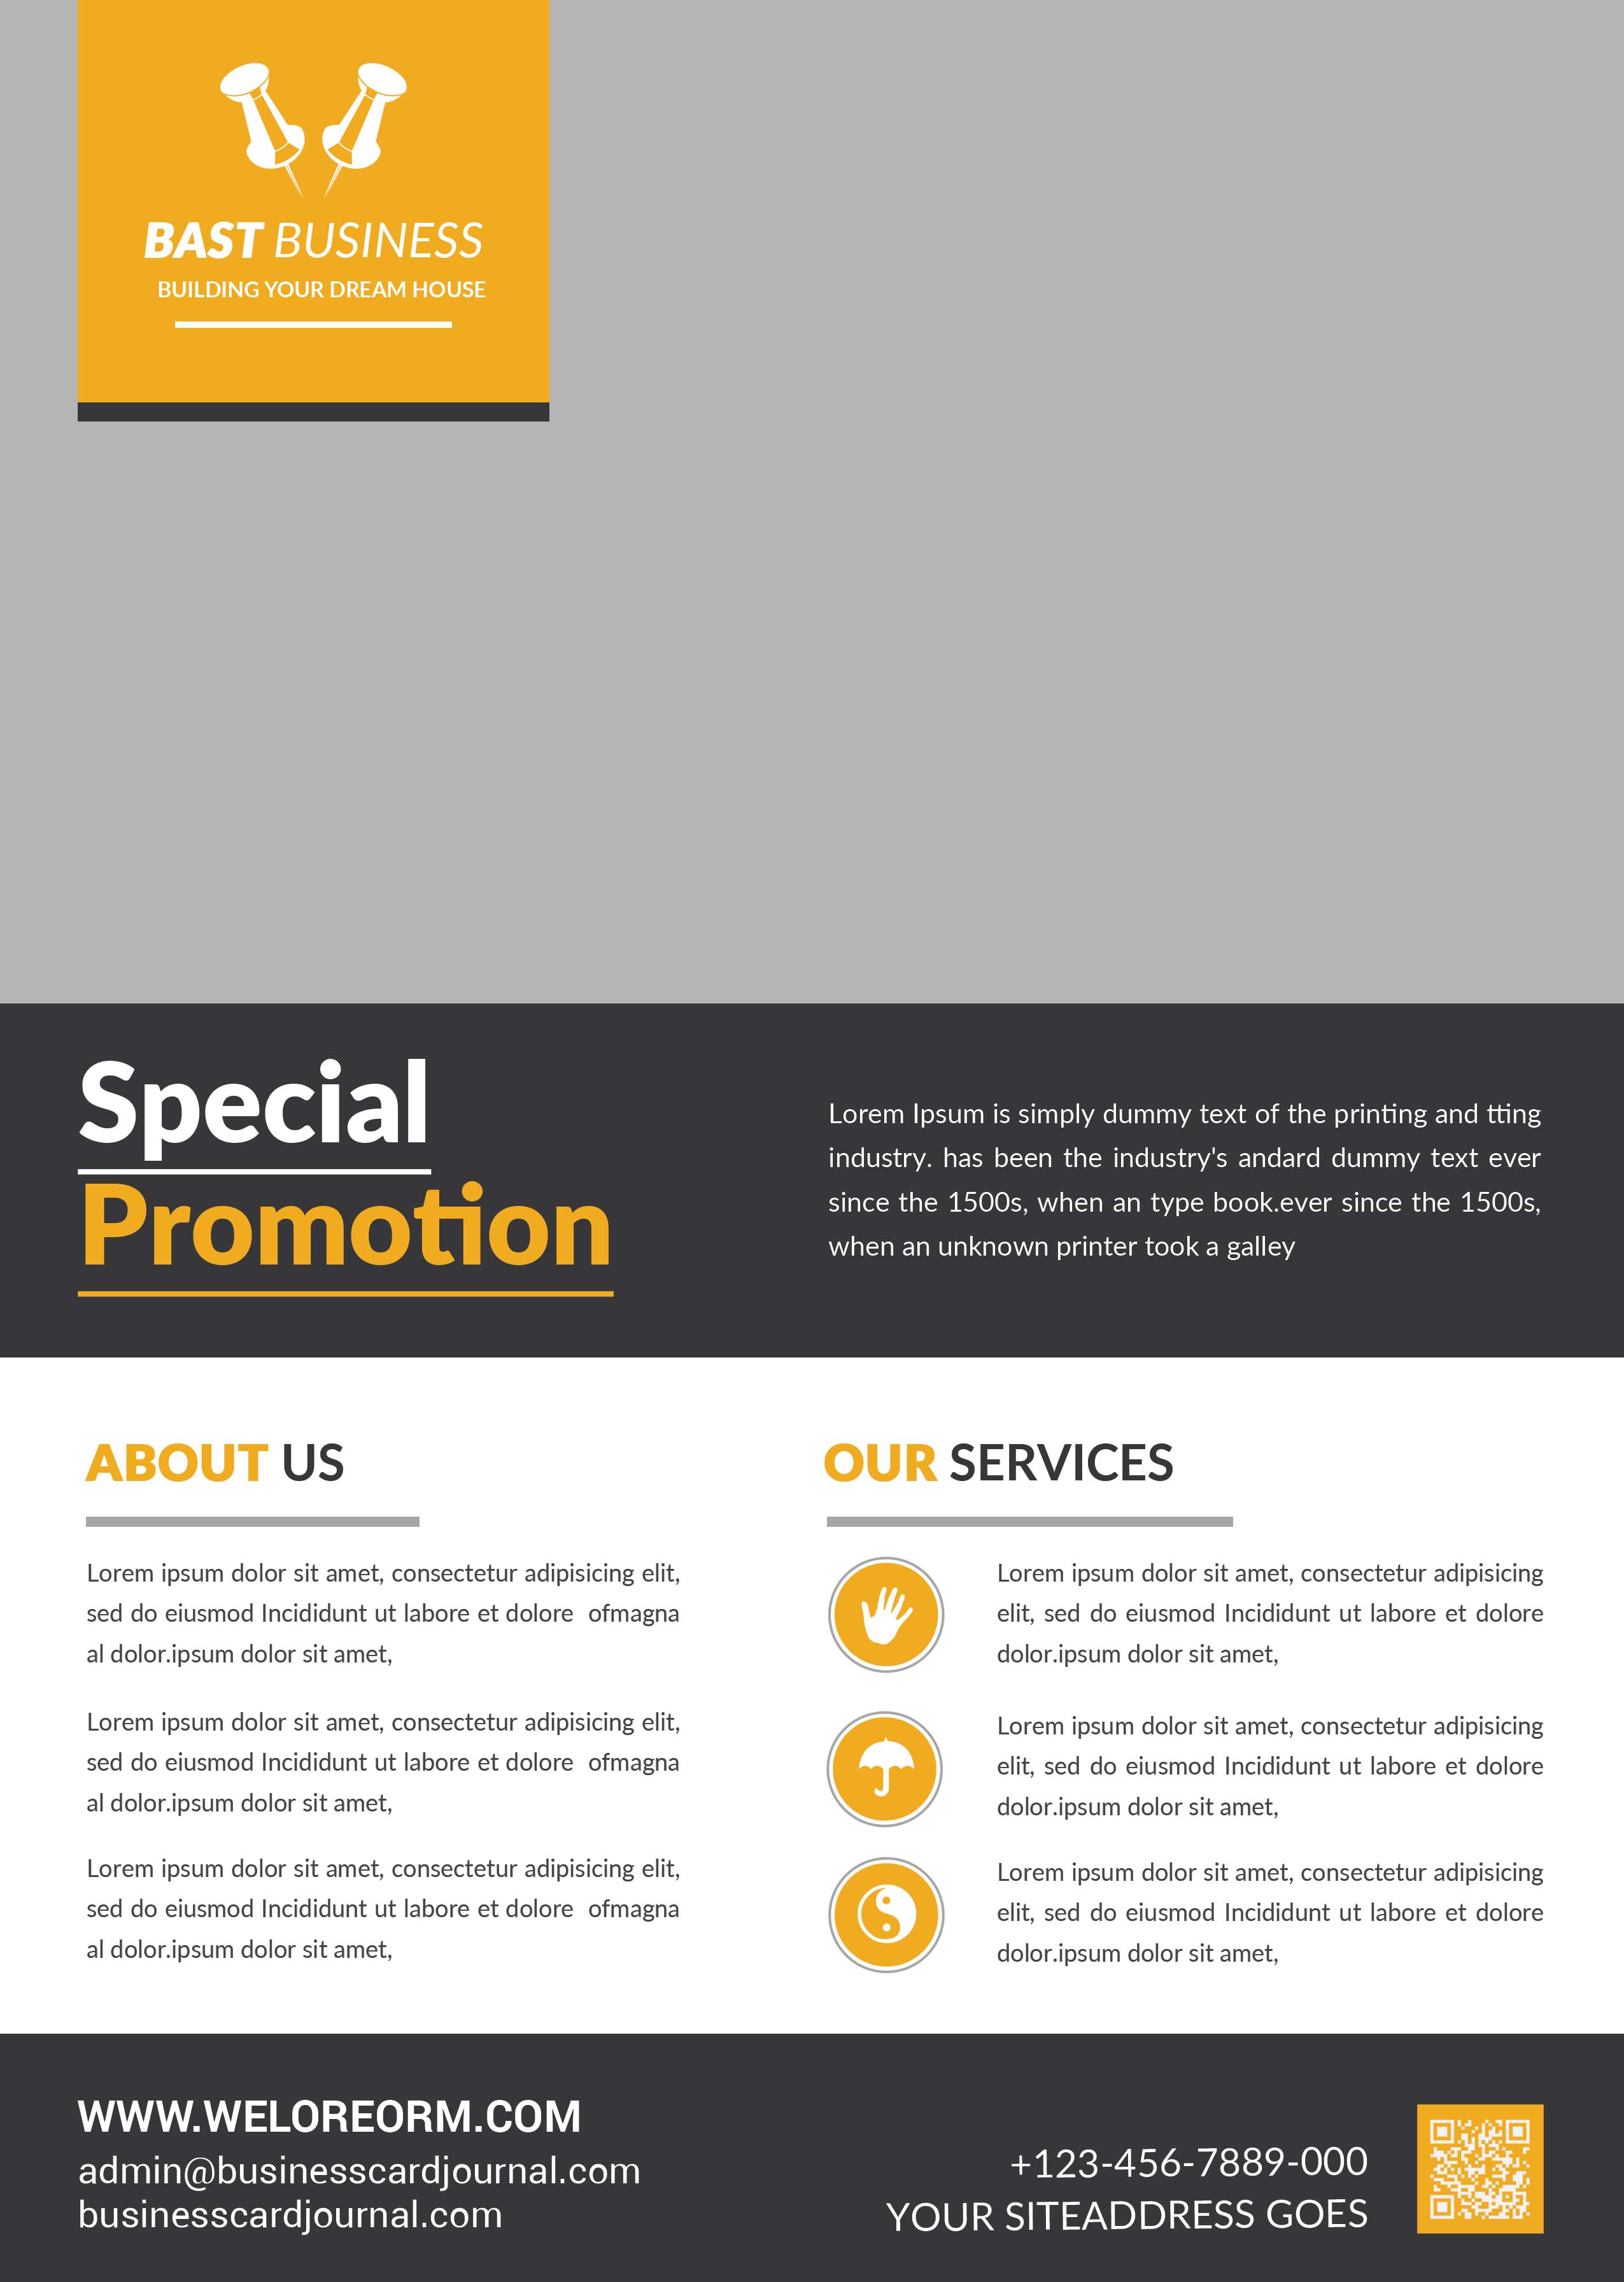 BAST BUSINESS
BUILDING YOUR DREAM HOUSE
Special
Promotion
Lorem Ipsum is simply dummy text of the printing and tting
industry. has been the industry's andard dummy text ever
since the 1500s, when an type book.ever since the 1500s,
when an unknown printer took a galley
ABOUT US
Lorem ipsum dolor sit amet, consectetur adipisicing elit,
sed do eiusmod Incididunt ut labore et dolore ofmagna
al dolor.ipsum dolor sit amet,
Lorem ipsum dolor sit amet, consectetur adipisicing elit,
sed do eiusmod Incididunt ut labore et dolore ofmagna
al dolor.ipsum dolor sit amet,
Lorem ipsum dolor sit amet, consectetur adipisicing elit,
sed do eiusmod Incididunt ut labore et dolore ofmagna
al dolor.ipsum dolor sit amet,
OUR SERVICES
Lorem ipsum dolor sit amet, consectetur adipisicing
elit, sed do eiusmod Incididunt ut labore et dolore
dolor.ipsum dolor sit amet,
Lorem ipsum dolor sit amet, consectetur adipisicing
elit, sed do eiusmod Incididunt ut labore et dolore
dolor.ipsum dolor sit amet,
Lorem ipsum dolor sit amet, consectetur adipisicing
elit, sed do eiusmod Incididunt ut labore et dolore
dolor.ipsum dolor sit amet,
WWW.WELOREORM.COM
admin@businesscardjournal.com
businesscardjournal.com
+123-456-7889-000
YOUR SITEADDRESS GOES